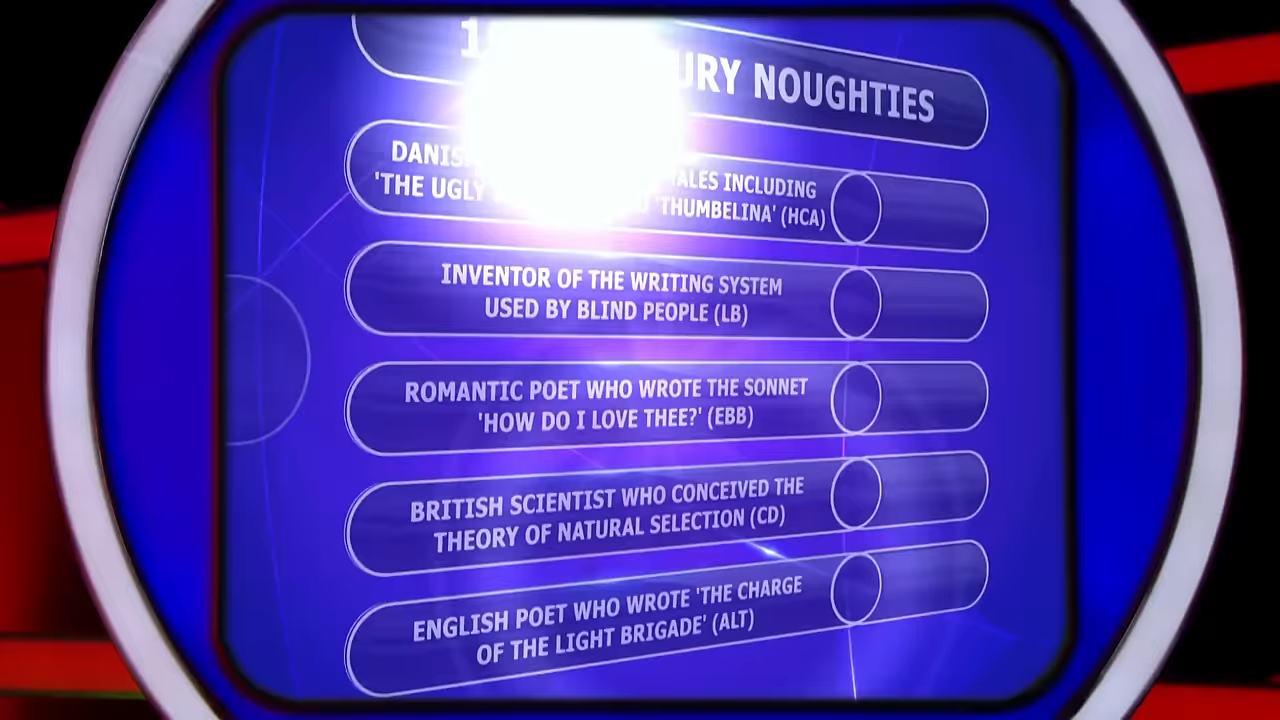 URY NOUGHTIES
DANIS
ALES INCLUDING
'THE UGLY 'THUMBELINA' (HCA)
INVENTOR OF THE WRITING SYSTEM
USED BY BLIND PEOPLE (LB)
ROMANTIC POET WHO WROTE THE SONNET
'HOW DO I LOVE THEE?' (EBB)
BRITISH SCIENTIST WHO CONCEIVED THE
THEORY OF NATURAL SELECTION (CD)
ENGLISH POET WHO WROTE 'THE CHARGE
OF THE LIGHT BRIGADE' (ALT)